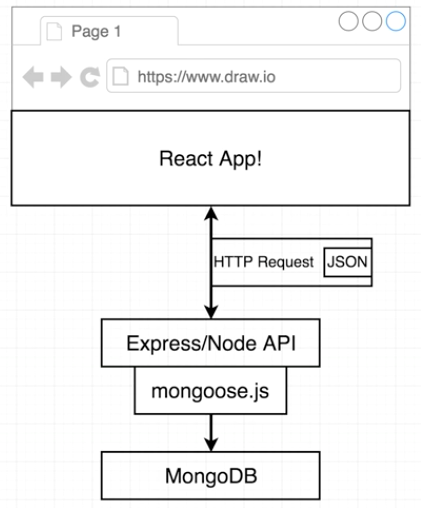 Page 1
https://www.draw.io
React App!
HTTP Request JSON
Express/Node API
mongoose.js
MongoDB